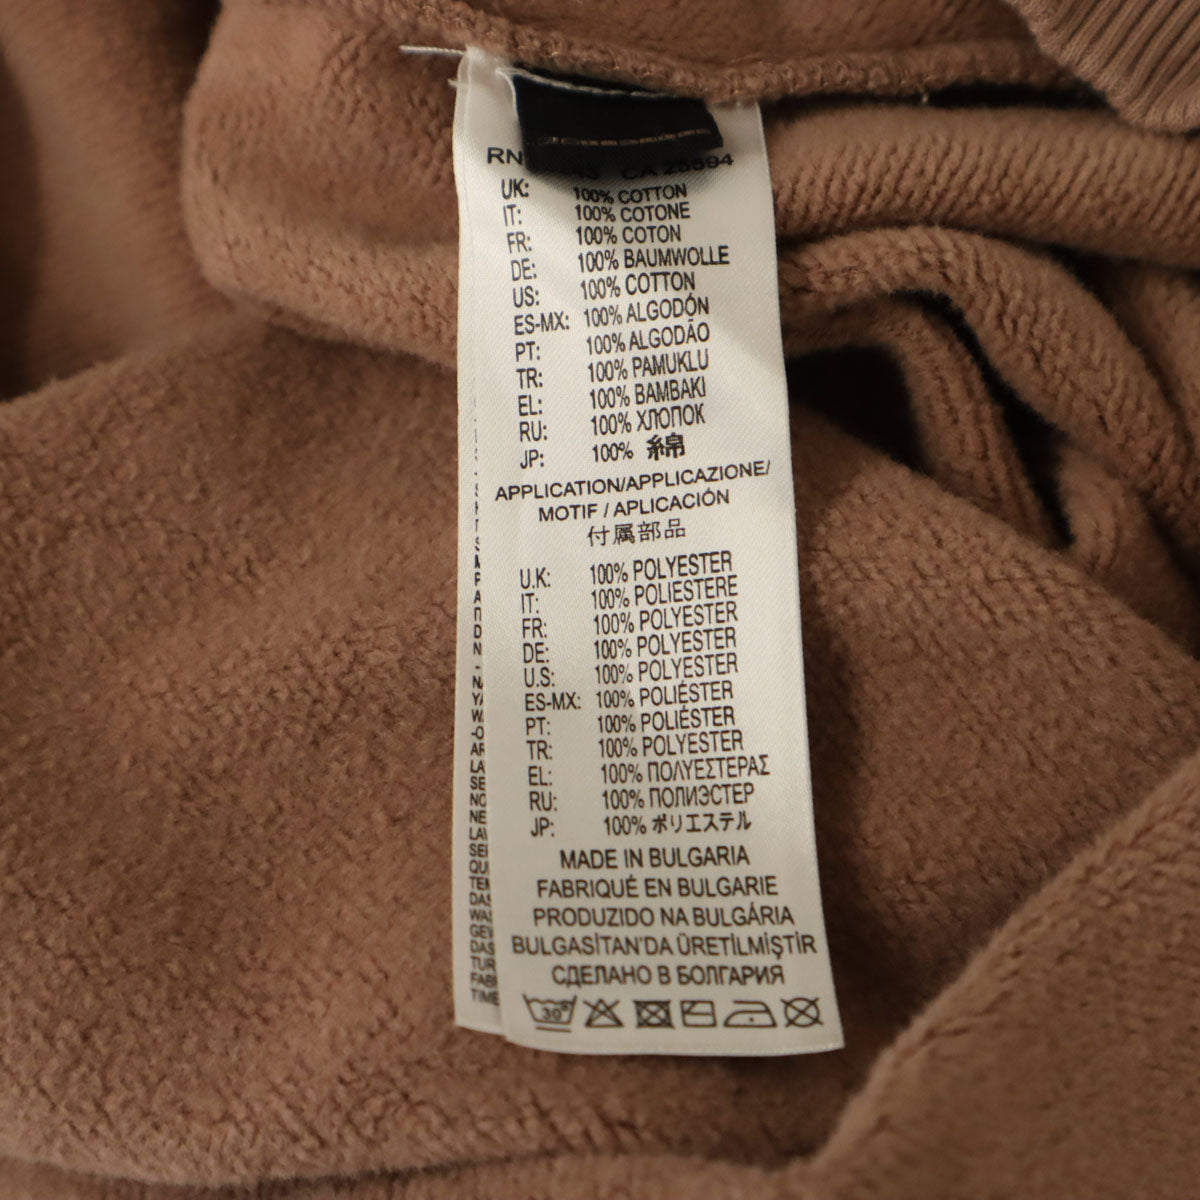 RN CA 25594
UK: 100% COTTON
IT: 100% COTONE
FR: 100% COTON
DE: 100% BAUMWOLLE
US: 100% COTTON
ES-MX: 100% ALGODÓN
PT: 100% ALGODÃO
TR: 100% PAMUKLU
EL: 100% BAMBAKI
RU: 100% ХЛОПОК
JP: 100% 綿
APPLICATION/APPLICAZIONE/
MOTIF / APLICACIÓN
付属部品
U.K: 100% POLYESTER
IT: 100% POLIESTERE
FR: 100% POLYESTER
DE: 100% POLYESTER
U.S: 100% POLYESTER
ES-MX: 100% POLIÉSTER
PT: 100% POLIÉSTER
TR: 100% POLYESTER
EL: 100% ΠΟΛΥΕΣΤΕΡΑΣ
RU: 100% ПОЛИЭСТЕР
JP: 100% ポリエステル
MADE IN BULGARIA
FABRIQUÉ EN BULGARIE
PRODUZIDO NA BULGÁRIA
BULGASİTAN'DA ÜRETİLMİŞTİR
СДЕЛАНО В БОЛГАРИЯ
30°